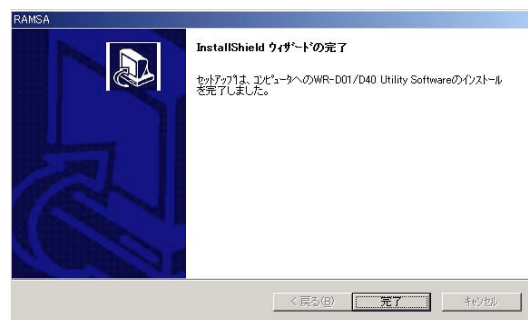 RAMSA
InstallShield ウィザードの完了
セットアップは、コンピュータへのWR-D01/D40 Utility Softwareのインストール
を完了しました。
< 戻る(B)
完了
キャンセル